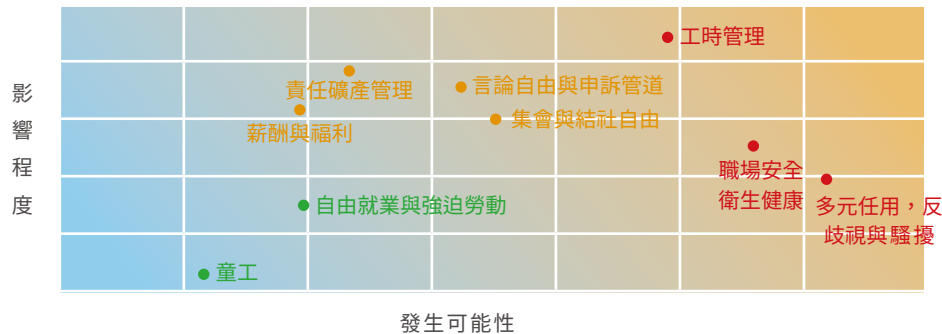 影響程度
工時管理
責任礦產管理
言論自由與申訴管道
薪酬與福利
集會與結社自由
職場安全
衛生健康
自由就業與強迫勞動
多元任用，反
歧視與騷擾
童工
發生可能性